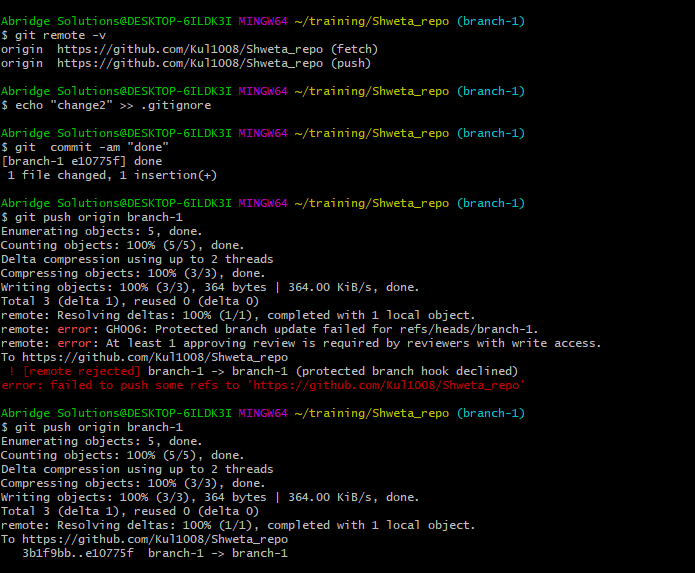 Abridge Solutions@DESKTOP-6ILDK3I MINGW64 ~/training/Shweta_repo (branch-1)
$ git remote -v
origin  https://github.com/Kul1008/Shweta_repo (fetch)
origin  https://github.com/Kul1008/Shweta_repo (push)
Abridge Solutions@DESKTOP-6ILDK3I MINGW64 ~/training/Shweta_repo (branch-1)
$ echo "change2" >> .gitignore
Abridge Solutions@DESKTOP-6ILDK3I MINGW64 ~/training/Shweta_repo (branch-1)
$ git  commit -am "done"
[branch-1 e10775f] done
 1 file changed, 1 insertion(+)
Abridge Solutions@DESKTOP-6ILDK3I MINGW64 ~/training/Shweta_repo (branch-1)
$ git push origin branch-1
Enumerating objects: 5, done.
Counting objects: 100% (5/5), done.
Delta compression using up to 2 threads
Compressing objects: 100% (3/3), done.
Writing objects: 100% (3/3), 364 bytes | 364.00 KiB/s, done.
Total 3 (delta 1), reused 0 (delta 0)
remote: Resolving deltas: 100% (1/1), completed with 1 local object.
remote: error: GH006: Protected branch update failed for refs/heads/branch-1.
remote: error: At least 1 approving review is required by reviewers with write access.
To https://github.com/Kul1008/Shweta_repo
 ! [remote rejected] branch-1 -> branch-1 (protected branch hook declined)
error: failed to push some refs to 'https://github.com/Kul1008/Shweta_repo'
Abridge Solutions@DESKTOP-6ILDK3I MINGW64 ~/training/Shweta_repo (branch-1)
$ git push origin branch-1
Enumerating objects: 5, done.
Counting objects: 100% (5/5), done.
Delta compression using up to 2 threads
Compressing objects: 100% (3/3), done.
Writing objects: 100% (3/3), 364 bytes | 364.00 KiB/s, done.
Total 3 (delta 1), reused 0 (delta 0)
remote: Resolving deltas: 100% (1/1), completed with 1 local object.
To https://github.com/Kul1008/Shweta_repo
   3b1f9bb..e10775f  branch-1 -> branch-1